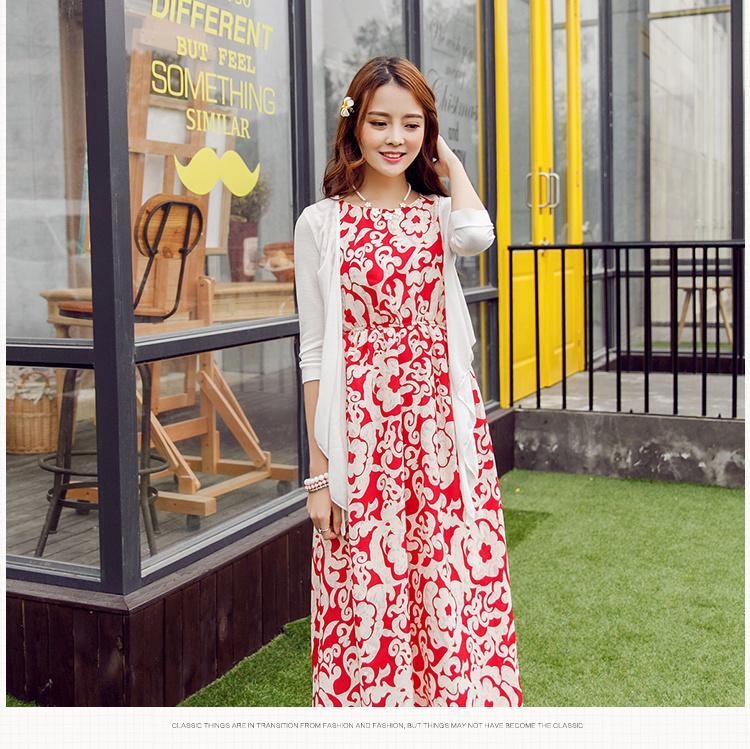 DIFFERENT
BUT FEEL
SOMETHING
SIMILAR
CLASSIC THINGS ARE IN TRANSITION FROM FASHION AND FASHION, BUT THINGS MAY NOT HAVE BECOME THE CLASSIC